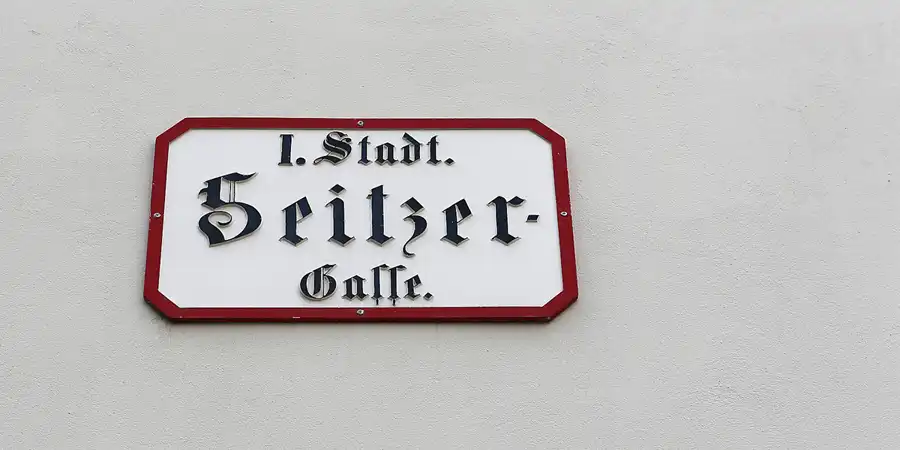 I. Stadt.
Seitzer-
Gasse.